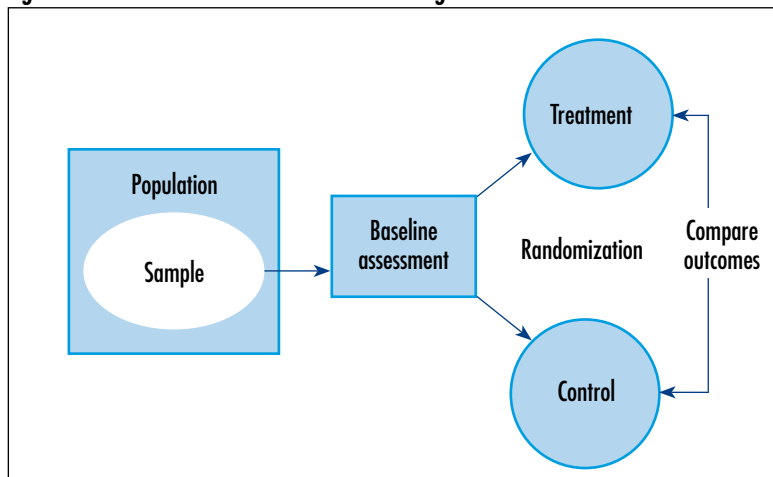 Treatment
Population
Sample
Baseline
assessment
Randomization
Compare
outcomes
Control